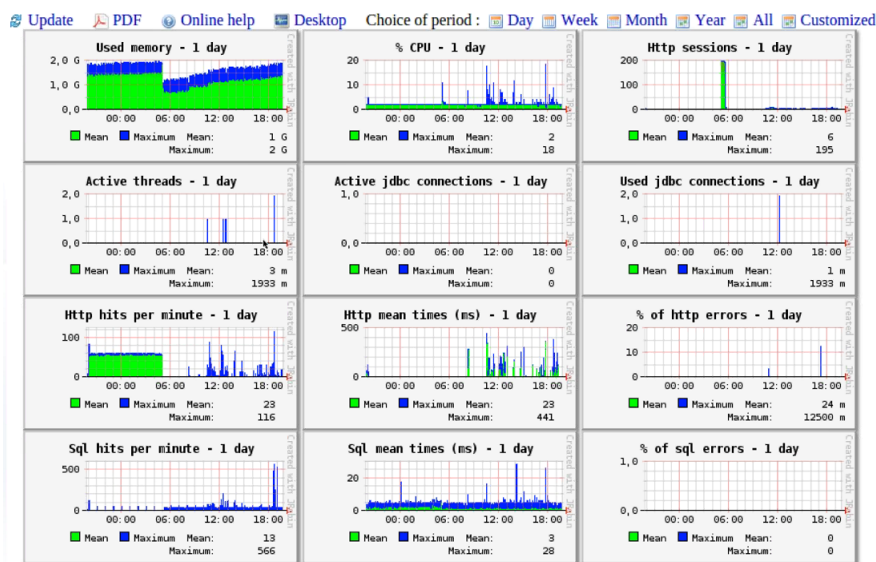 Update PDF Online help Desktop Choice of period : Day Week Month Year All Customized
Used memory - 1 day
2,0 G
1,0 G
0,0
00:00 06:00 12:00 18:00
Mean Maximum Mean: 1 G
Maximum: 2 G
% CPU - 1 day
20
10
0
00:00 06:00 12:00 18:00
Mean Maximum Mean: 2
Maximum: 18
Http sessions - 1 day
200
100
0
00:00 06:00 12:00 18:00
Mean Maximum Mean: 6
Maximum: 195
Active threads - 1 day
2,0
1,0
0,0
00:00 06:00 12:00 18:00
Mean Maximum Mean: 3 m
Maximum: 1933 m
Active jdbc connections - 1 day
1,0
0,0
00:00 06:00 12:00 18:00
Mean Maximum Mean: 0
Maximum: 0
Used jdbc connections - 1 day
2,0
1,0
0,0
00:00 06:00 12:00 18:00
Mean Maximum Mean: 1 m
Maximum: 1933 m
Http hits per minute - 1 day
100
0
00:00 06:00 12:00 18:00
Mean Maximum Mean: 23
Maximum: 116
Http mean times (ms) - 1 day
500
0
00:00 06:00 12:00 18:00
Mean Maximum Mean: 23
Maximum: 441
% of http errors - 1 day
20
10
0
00:00 06:00 12:00 18:00
Mean Maximum Mean: 24 m
Maximum: 12500 m
Sql hits per minute - 1 day
500
0
00:00 06:00 12:00 18:00
Mean Maximum Mean: 13
Maximum: 566
Sql mean times (ms) - 1 day
20
0
00:00 06:00 12:00 18:00
Mean Maximum Mean: 3
Maximum: 28
% of sql errors - 1 day
1,0
0,0
00:00 06:00 12:00 18:00
Mean Maximum Mean: 0
Maximum: 0